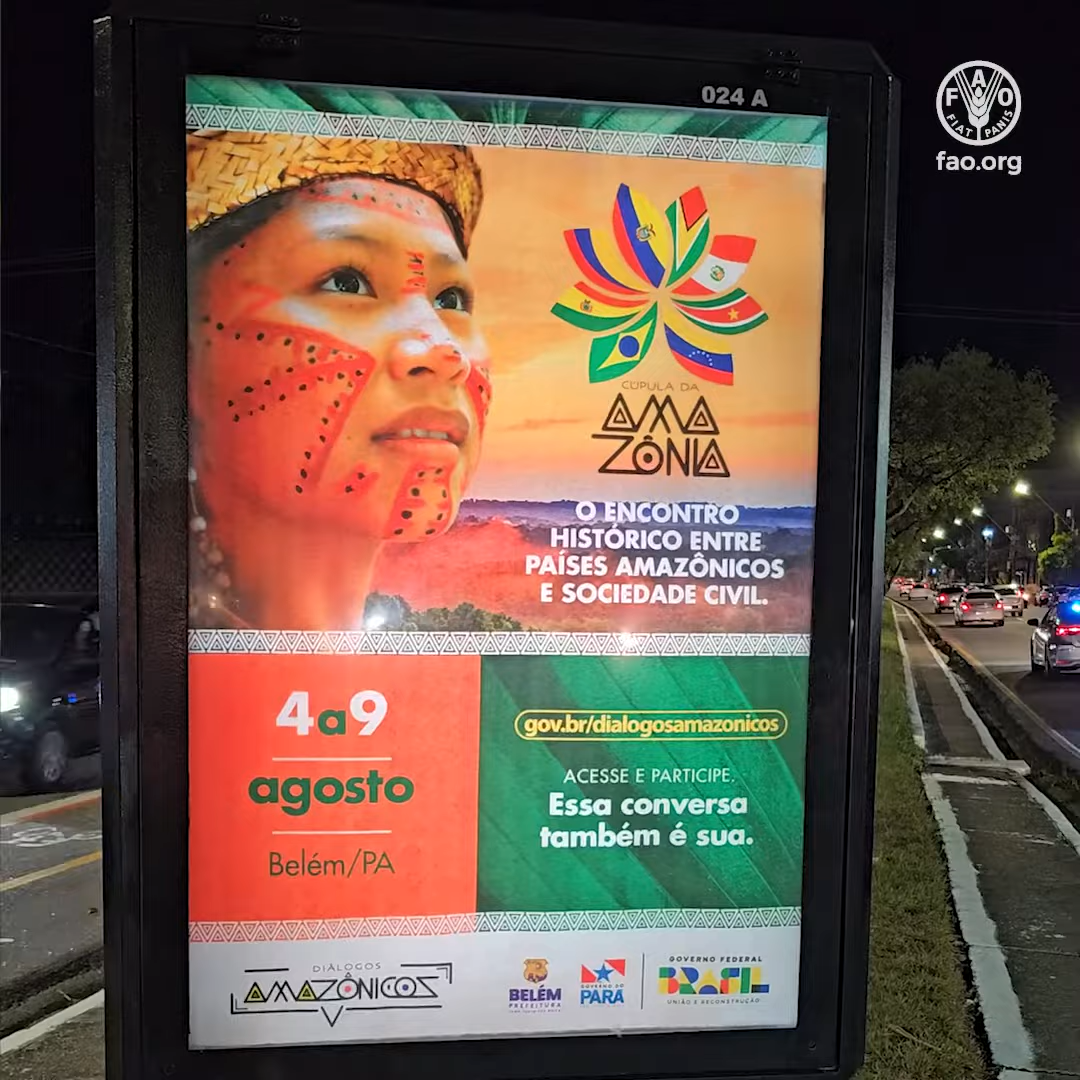 024 A
FAO
FIAT PANIS
fao.org
CÚPULA DA
AMA
ZÔNIA
O ENCONTRO
HISTÓRICO ENTRE
PAÍSES AMAZÔNICOS
E SOCIEDADE CIVIL.
4a9
agosto
Belém/PA
gov.br/dialogosamazonicos
ACESSE E PARTICIPE.
Essa conversa
também é sua.
DIÁLOGOS
AMAZÔNICOS
BELÉM
PREFEITURA
GOVERNO DO
PARÁ
GOVERNO FEDERAL
BRASIL
UNIÃO E RECONSTRUÇÃO